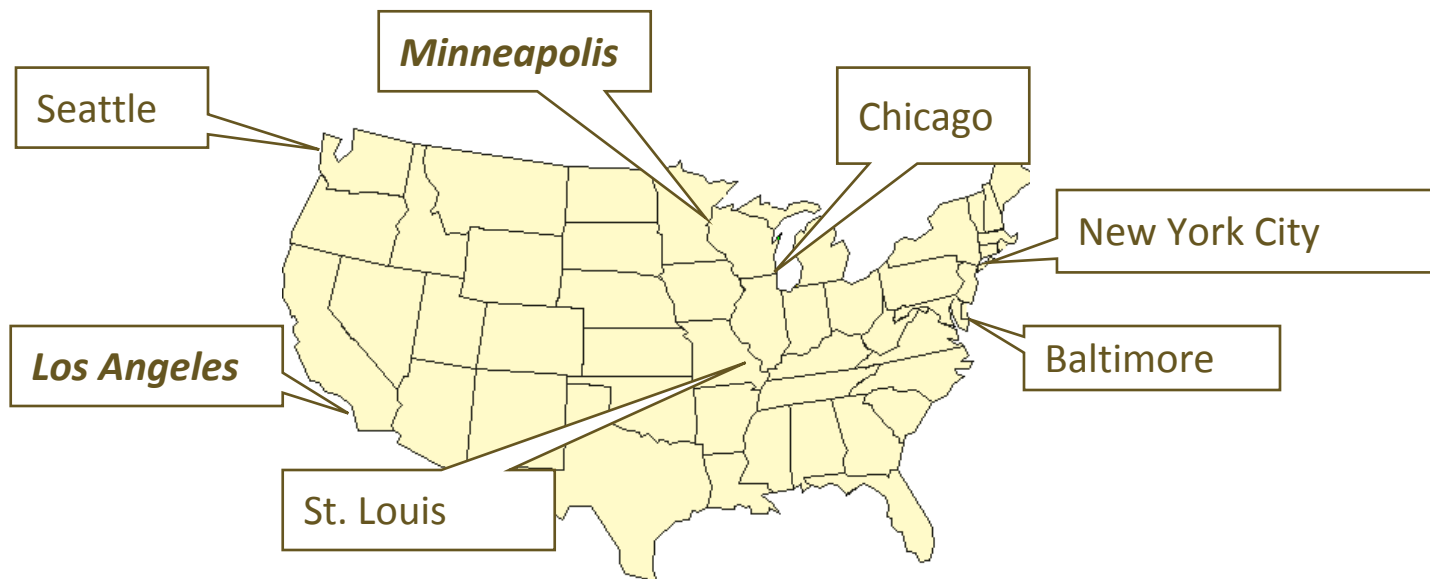 Minneapolis
Seattle
Chicago
New York City
Los Angeles
Baltimore
St. Louis